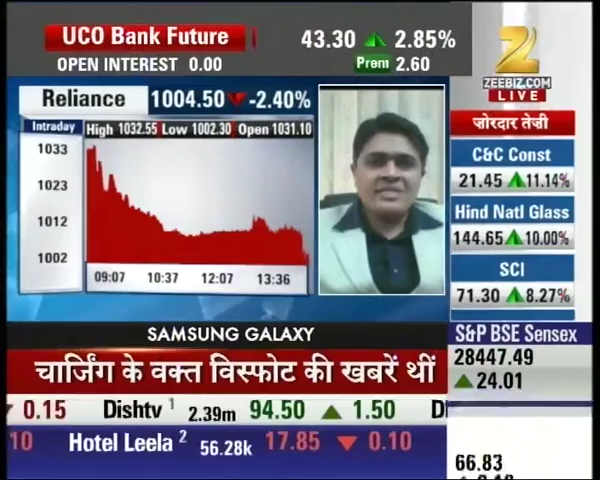 UCO Bank Future 43.30 2.85%
OPEN INTEREST 0.00 Prem 2.60
Z
ZEEBIZ.COM
LIVE
Reliance 1004.50 -2.40%
Intraday High 1032.55 Low 1002.30 Open 1031.10
1033
1023
1012
1002
09:07 10:37 12:07 13:36
ज़ोरदार तेजी
C&C Const
21.45 11.14%
Hind Natl Glass
144.65 10.00%
SCI
71.30 8.27%
SAMSUNG GALAXY
चार्जिंग के वक्त विस्फोट की खबरें थीं
S&P BSE Sensex
28447.49
24.01
0.15 Dishtv 1 2.39m 94.50 1.50 D
10 Hotel Leela 2 56.28k 17.85 0.10
66.83